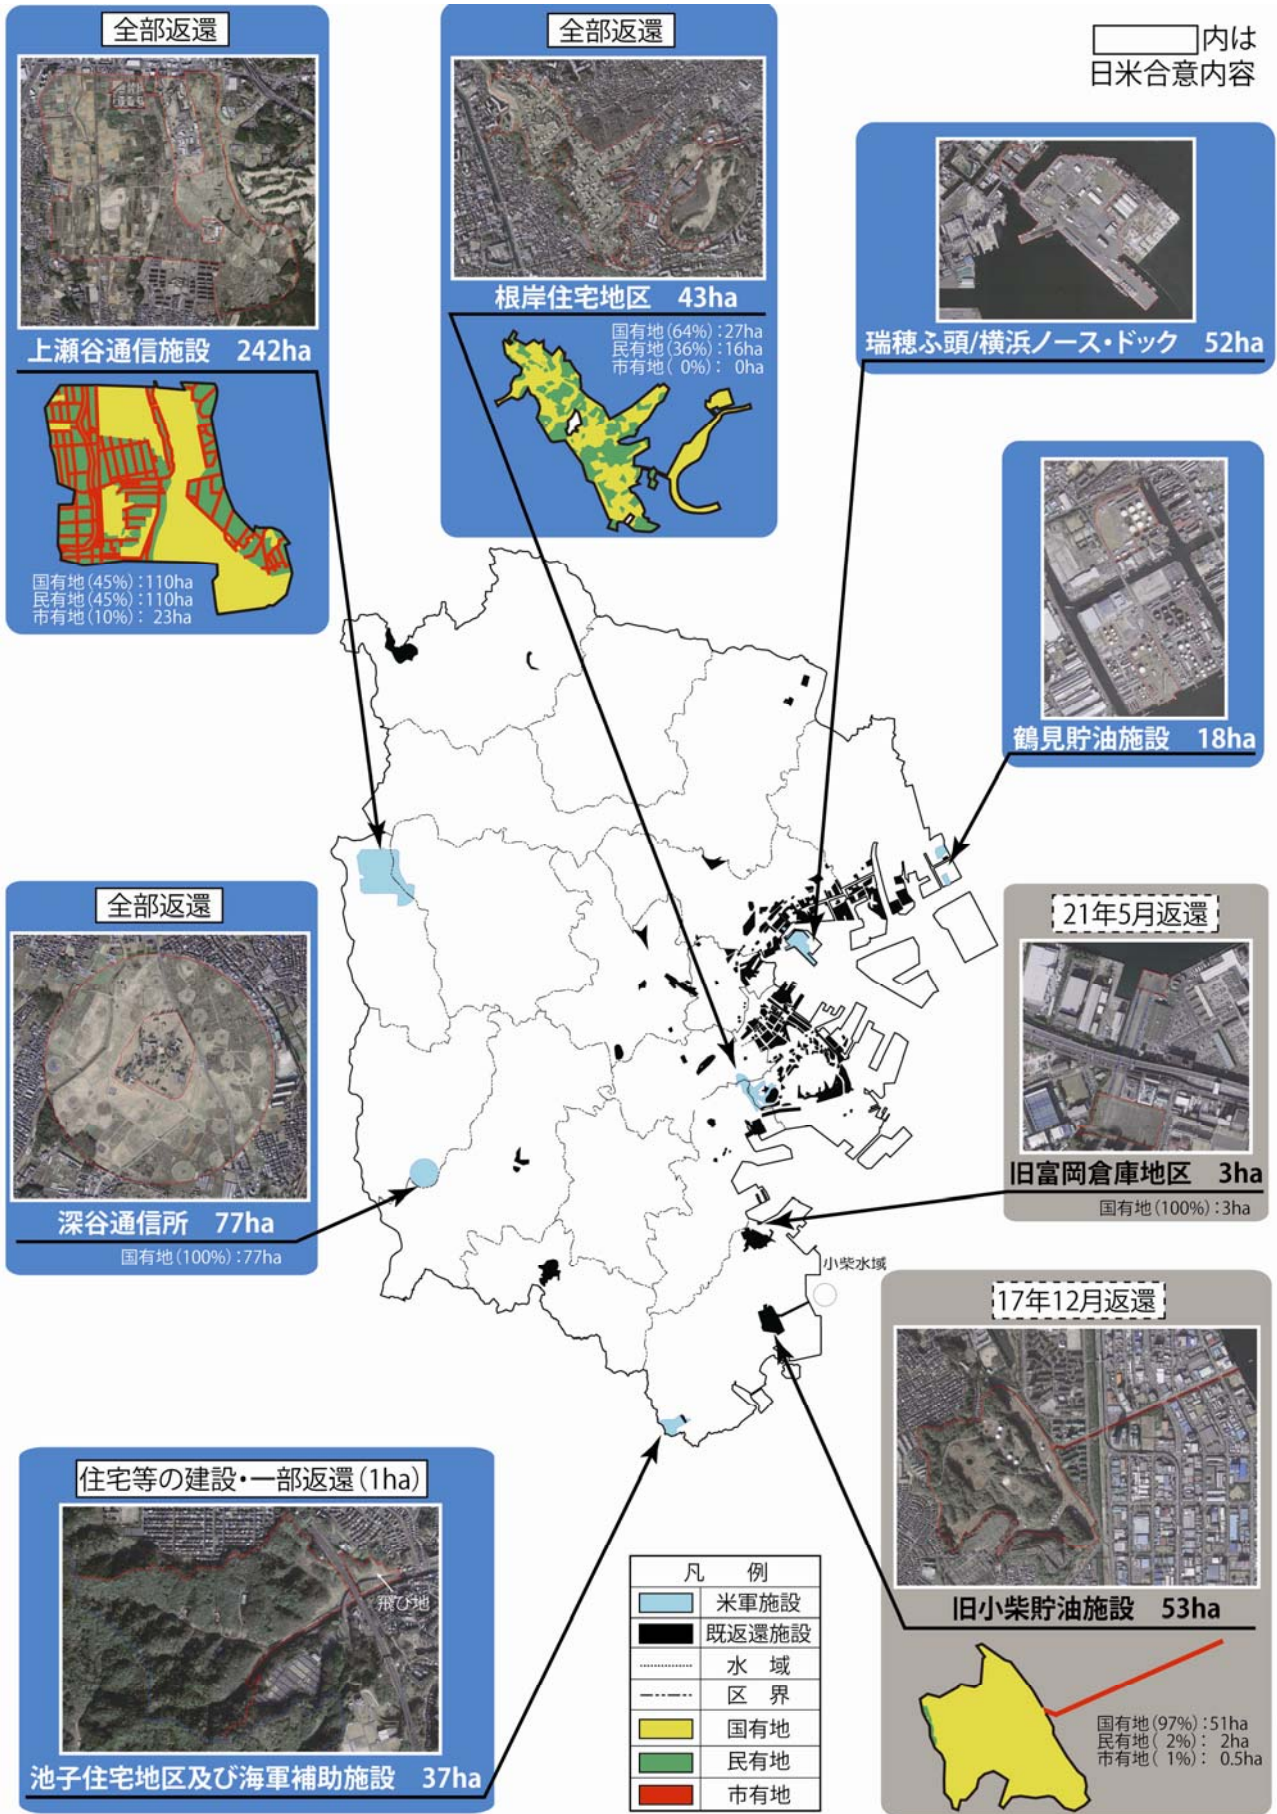 全部返還
上瀬谷通信施設 242ha
国有地(45%):110ha
民有地(45%):110ha
市有地(10%): 23ha
全部返還
根岸住宅地区 43ha
国有地(64%):27ha
民有地(36%):16ha
市有地( 0%): 0ha
内は
日米合意内容
瑞穂ふ頭/横浜ノース・ドック 52ha
鶴見貯油施設 18ha
全部返還
深谷通信所 77ha
国有地(100%):77ha
21年5月返還
旧富岡倉庫地区 3ha
国有地(100%):3ha
小柴水域
17年12月返還
旧小柴貯油施設 53ha
国有地(97%):51ha
民有地( 2%): 2ha
市有地( 1%): 0.5ha
住宅等の建設・一部返還(1ha)
飛び地
池子住宅地区及び海軍補助施設 37ha
凡 例
米軍施設
既返還施設
水 域
区 界
国有地
民有地
市有地